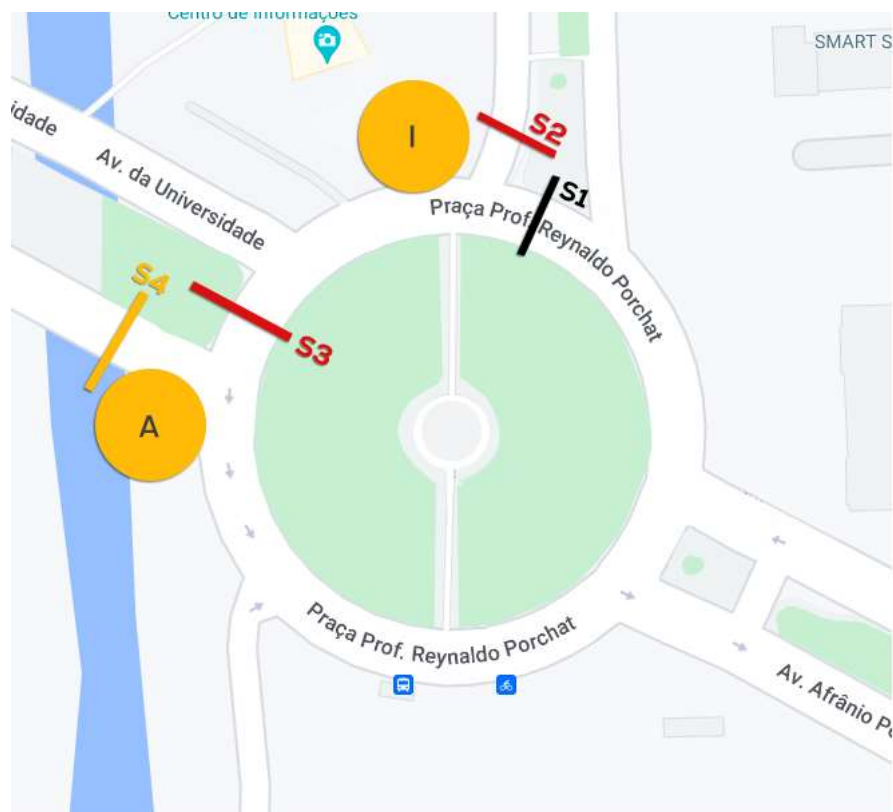 Centro de Informações
SMART S
I
S2
S1
idade
Av. da Universidade
Praça Prof. Reynaldo Porchat
S4
S3
A
Praça Prof. Reynaldo Porchat
Av. Afrânio Pe